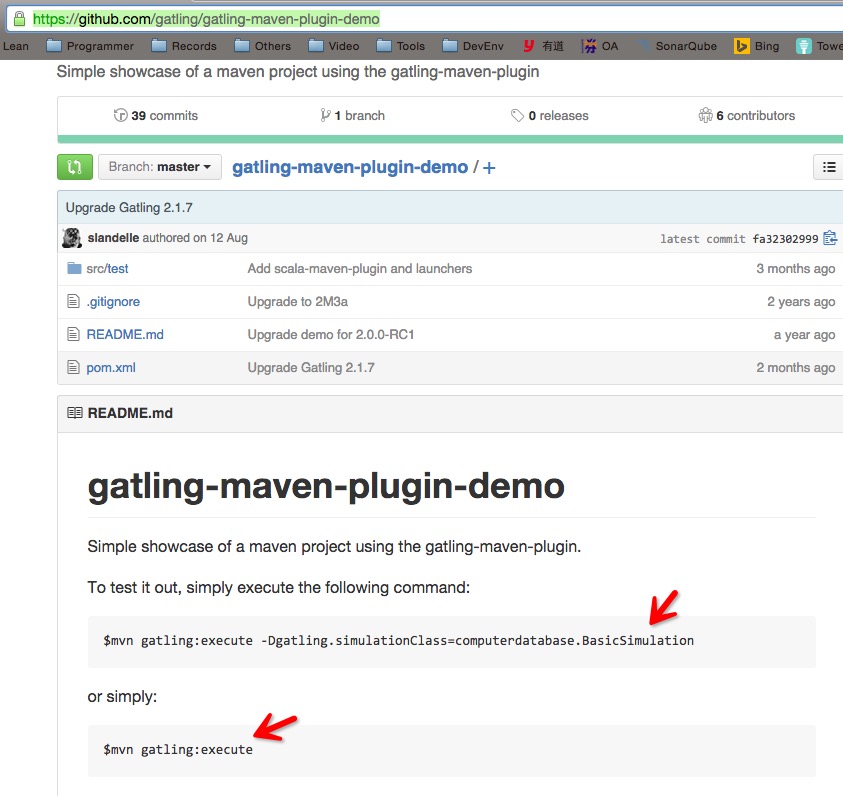 https://github.com/gatling/gatling-maven-plugin-demo
Lean Programmer Records Others Video Tools DevEnv 有道 OA SonarQube Bing Towe
Simple showcase of a maven project using the gatling-maven-plugin
39 commits 1 branch 0 releases 6 contributors
Branch: master gatling-maven-plugin-demo / +
Upgrade Gatling 2.1.7
slandelle authored on 12 Aug latest commit fa32302999
src/test Add scala-maven-plugin and launchers 3 months ago
.gitignore Upgrade to 2M3a 2 years ago
README.md Upgrade demo for 2.0.0-RC1 a year ago
pom.xml Upgrade Gatling 2.1.7 2 months ago
README.md
gatling-maven-plugin-demo
Simple showcase of a maven project using the gatling-maven-plugin.
To test it out, simply execute the following command:
$mvn gatling:execute -Dgatling.simulationClass=computerdatabase.BasicSimulation
or simply:
$mvn gatling:execute